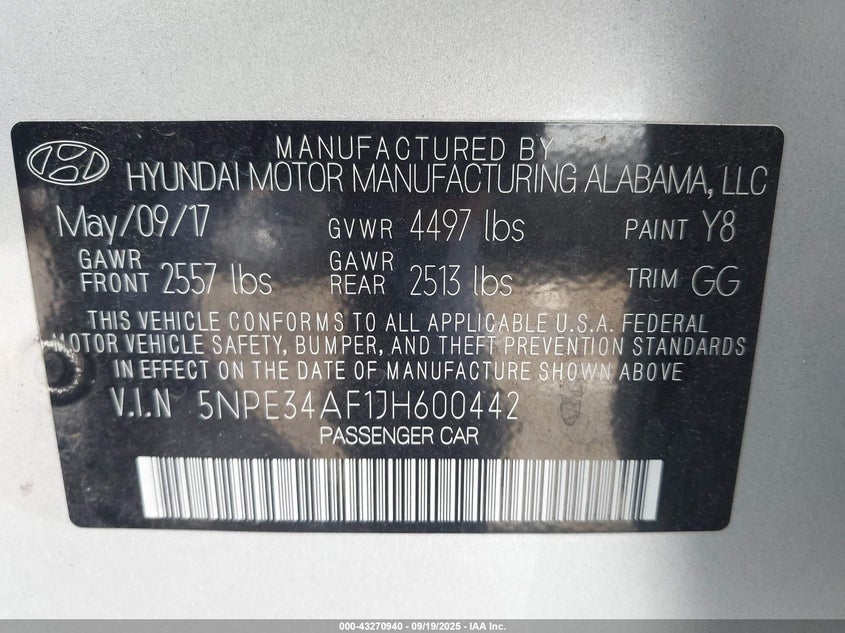 MANUFACTURED BY
HYUNDAI MOTOR MANUFACTURING ALABAMA, LLC
May/09/17 GVWR 4497 lbs PAINT Y8
GAWR FRONT 2557 lbs GAWR REAR 2513 lbs TRIM GG
THIS VEHICLE CONFORMS TO ALL APPLICABLE U.S.A. FEDERAL
MOTOR VEHICLE SAFETY, BUMPER, AND THEFT PREVENTION STANDARDS
IN EFFECT ON THE DATE OF MANUFACTURE SHOWN ABOVE.
V.I.N 5NPE34AF1JH600442
PASSENGER CAR
000-43270940 - 09/19/2025 - IAA Inc.